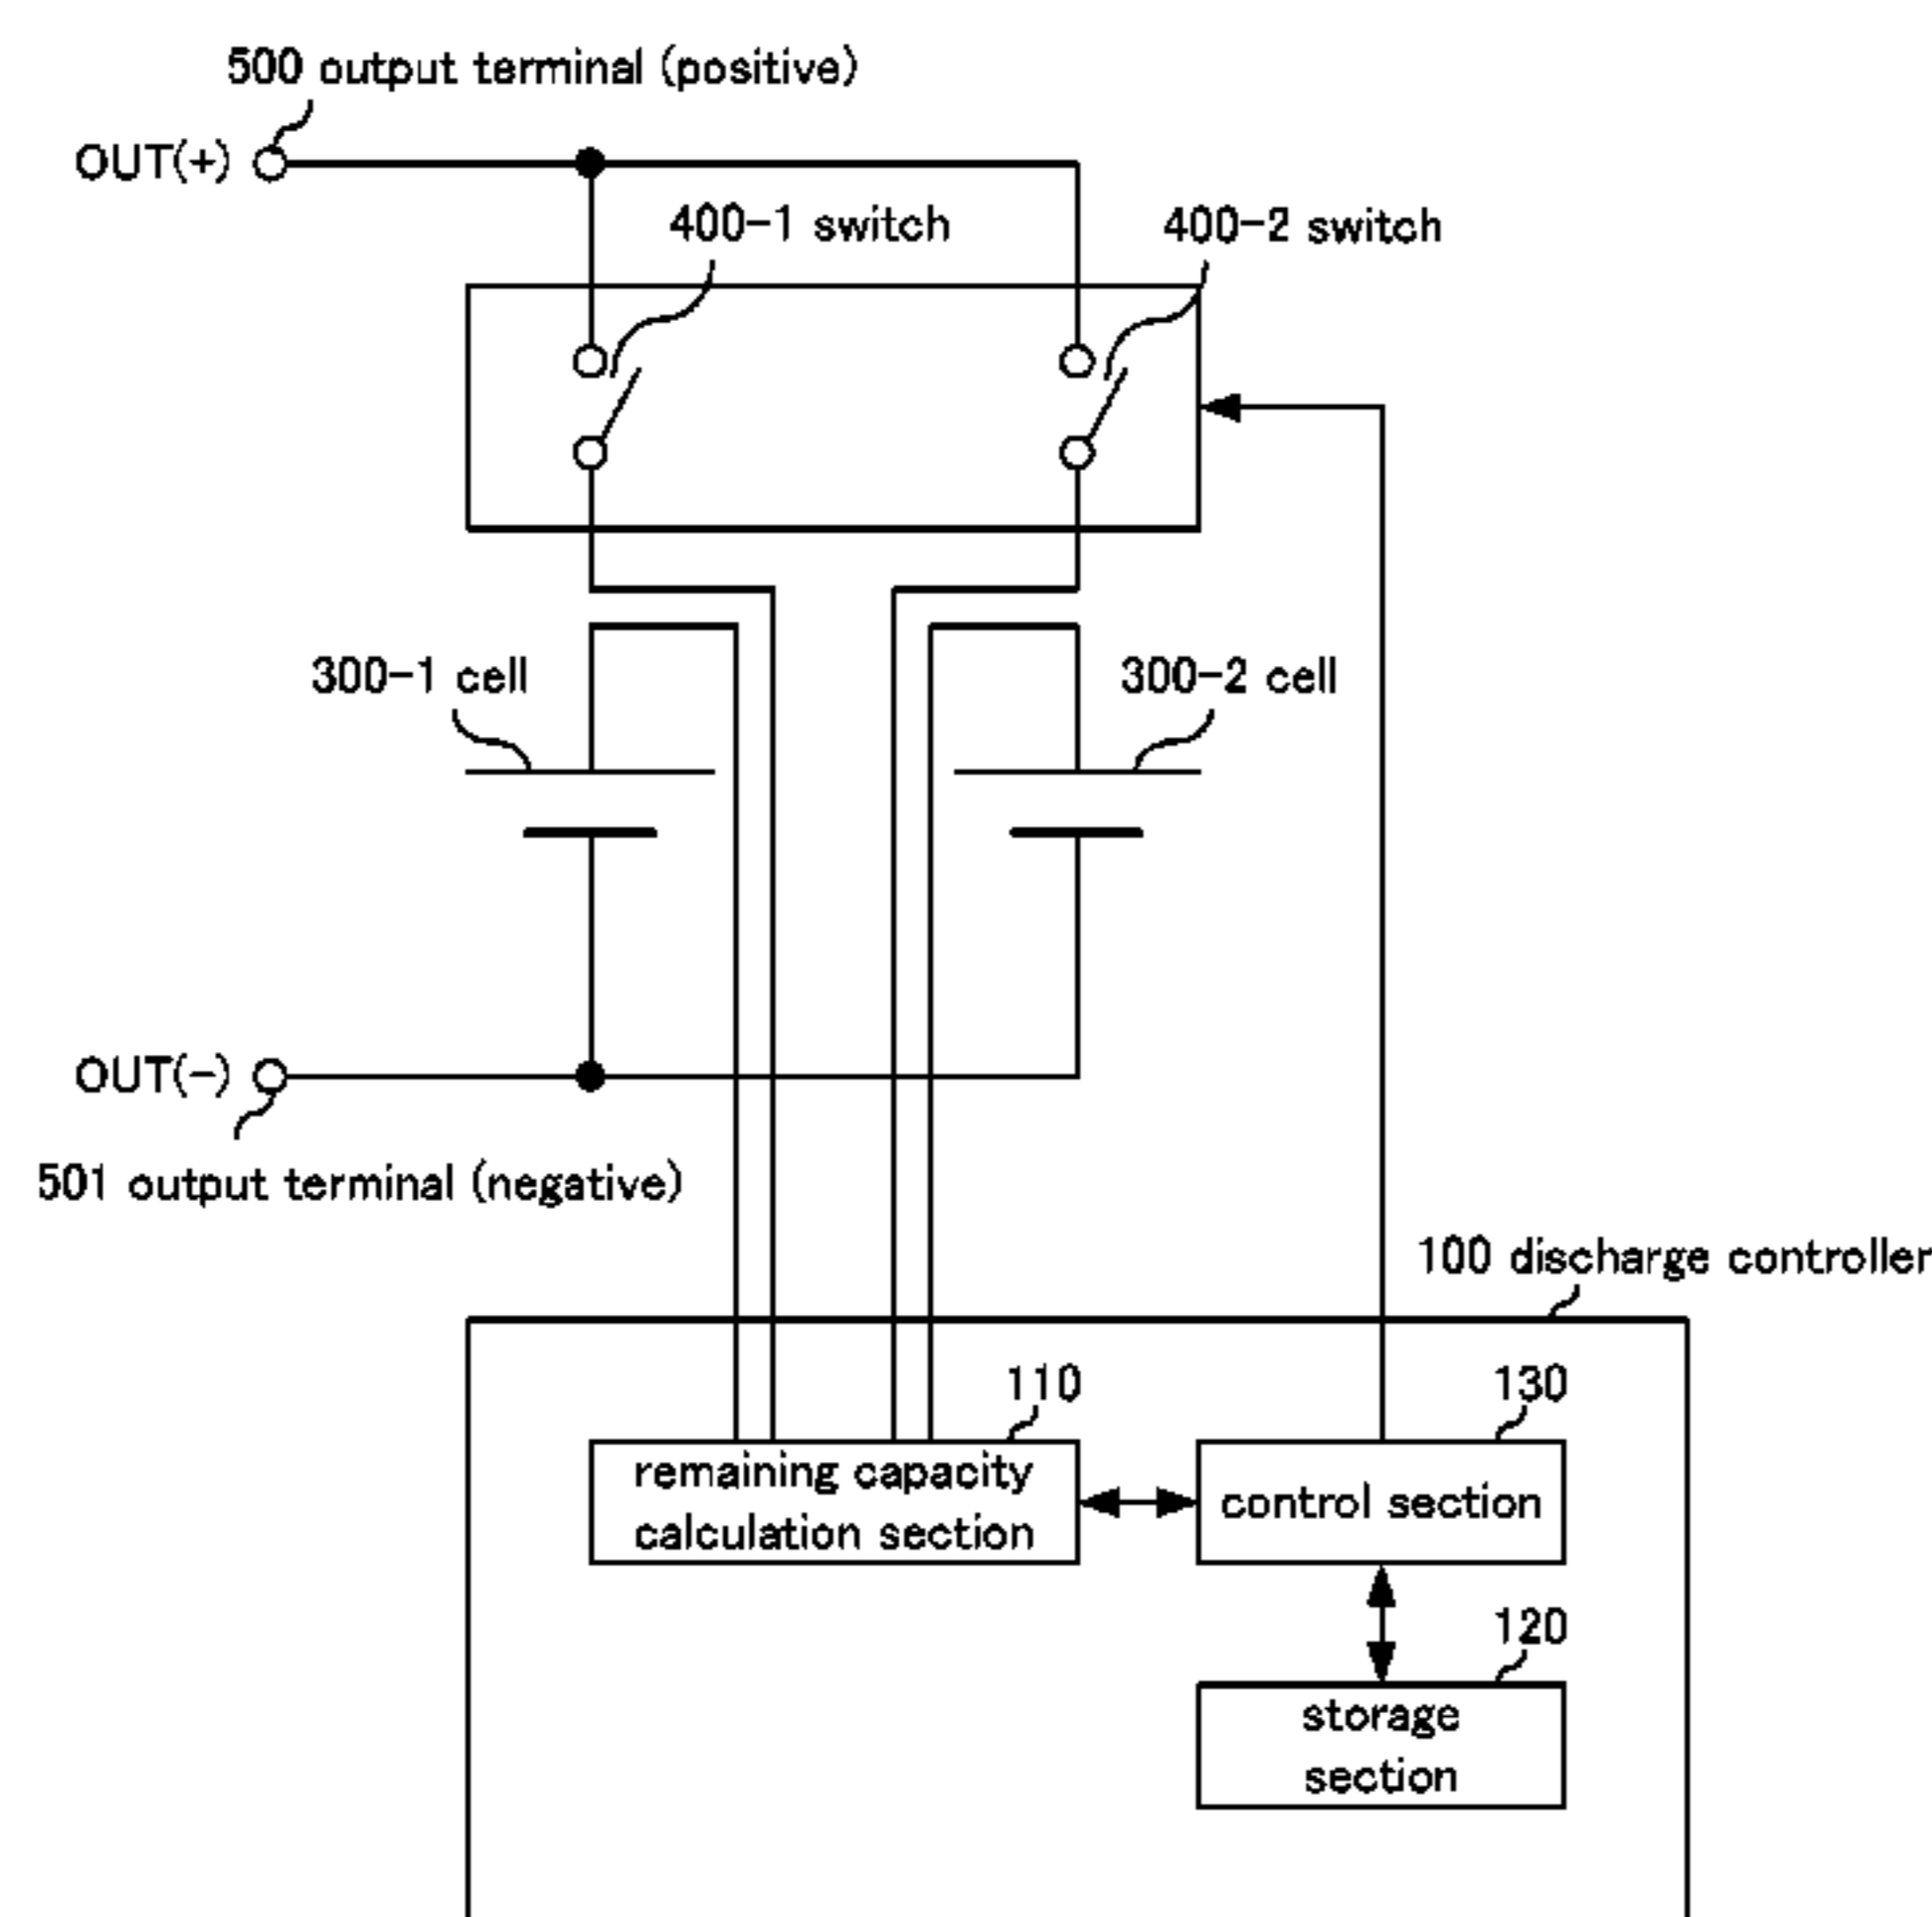 500 output terminal (positive)
OUT(+)
400-1 switch
400-2 switch
300-1 cell
300-2 cell
OUT(-)
501 output terminal (negative)
100 discharge controller
110
130
remaining capacity
calculation section
control section
120
storage
section